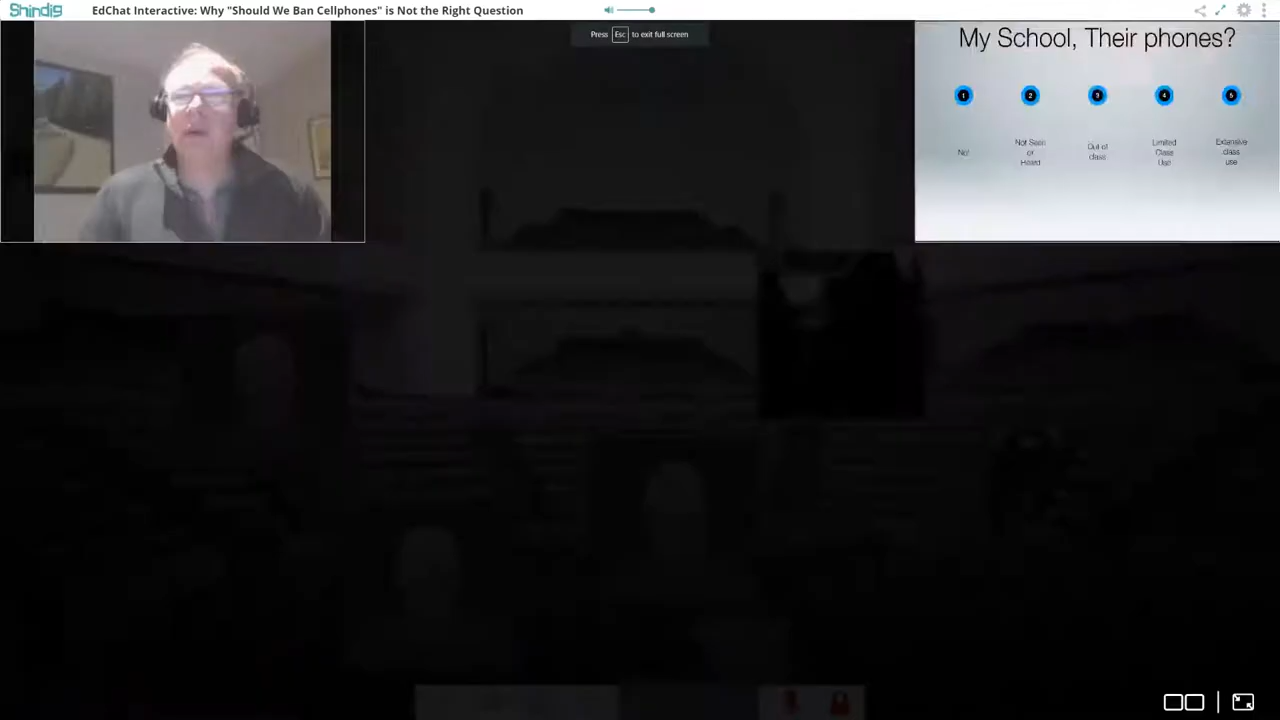 Shindig
EdChat Interactive: Why "Should We Ban Cellphones" is Not the Right Question
Press Esc to exit full screen
My School, Their phones?
1
2
3
4
5
No!
Not Seen
or
Heard
Out of
class
Limited
Class
Use
Extensive
class
use